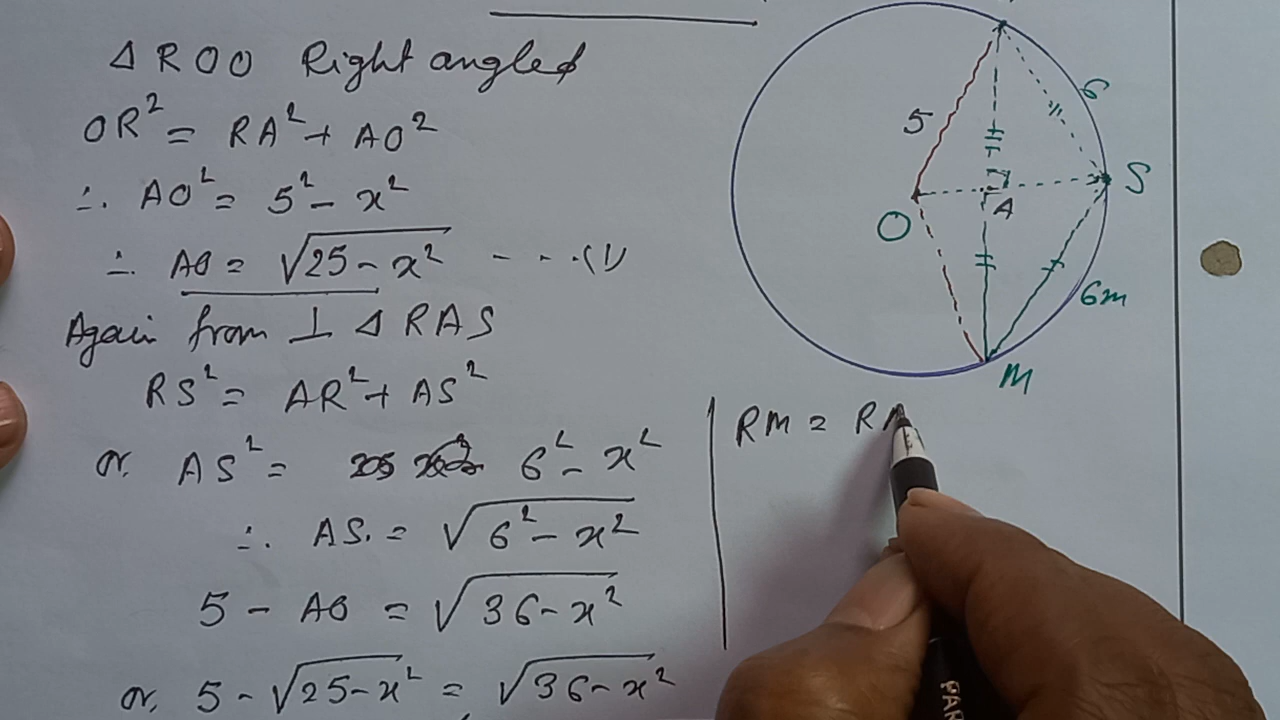 Δ R O O Right angled
OR² = RA² + AO²
∴ AO² = 5² - x²
∴ AO = √25 - x² - - - (1)
Again from ⊥ Δ RAS
RS² = AR² + AS²
or, AS² = 6² - x²
∴ AS. = √6² - x²
5 - AO = √36 - x²
or, 5 - √25 - x² = √36 - x²
5
6
O
A
S
6m
M
RM = RA
PAR